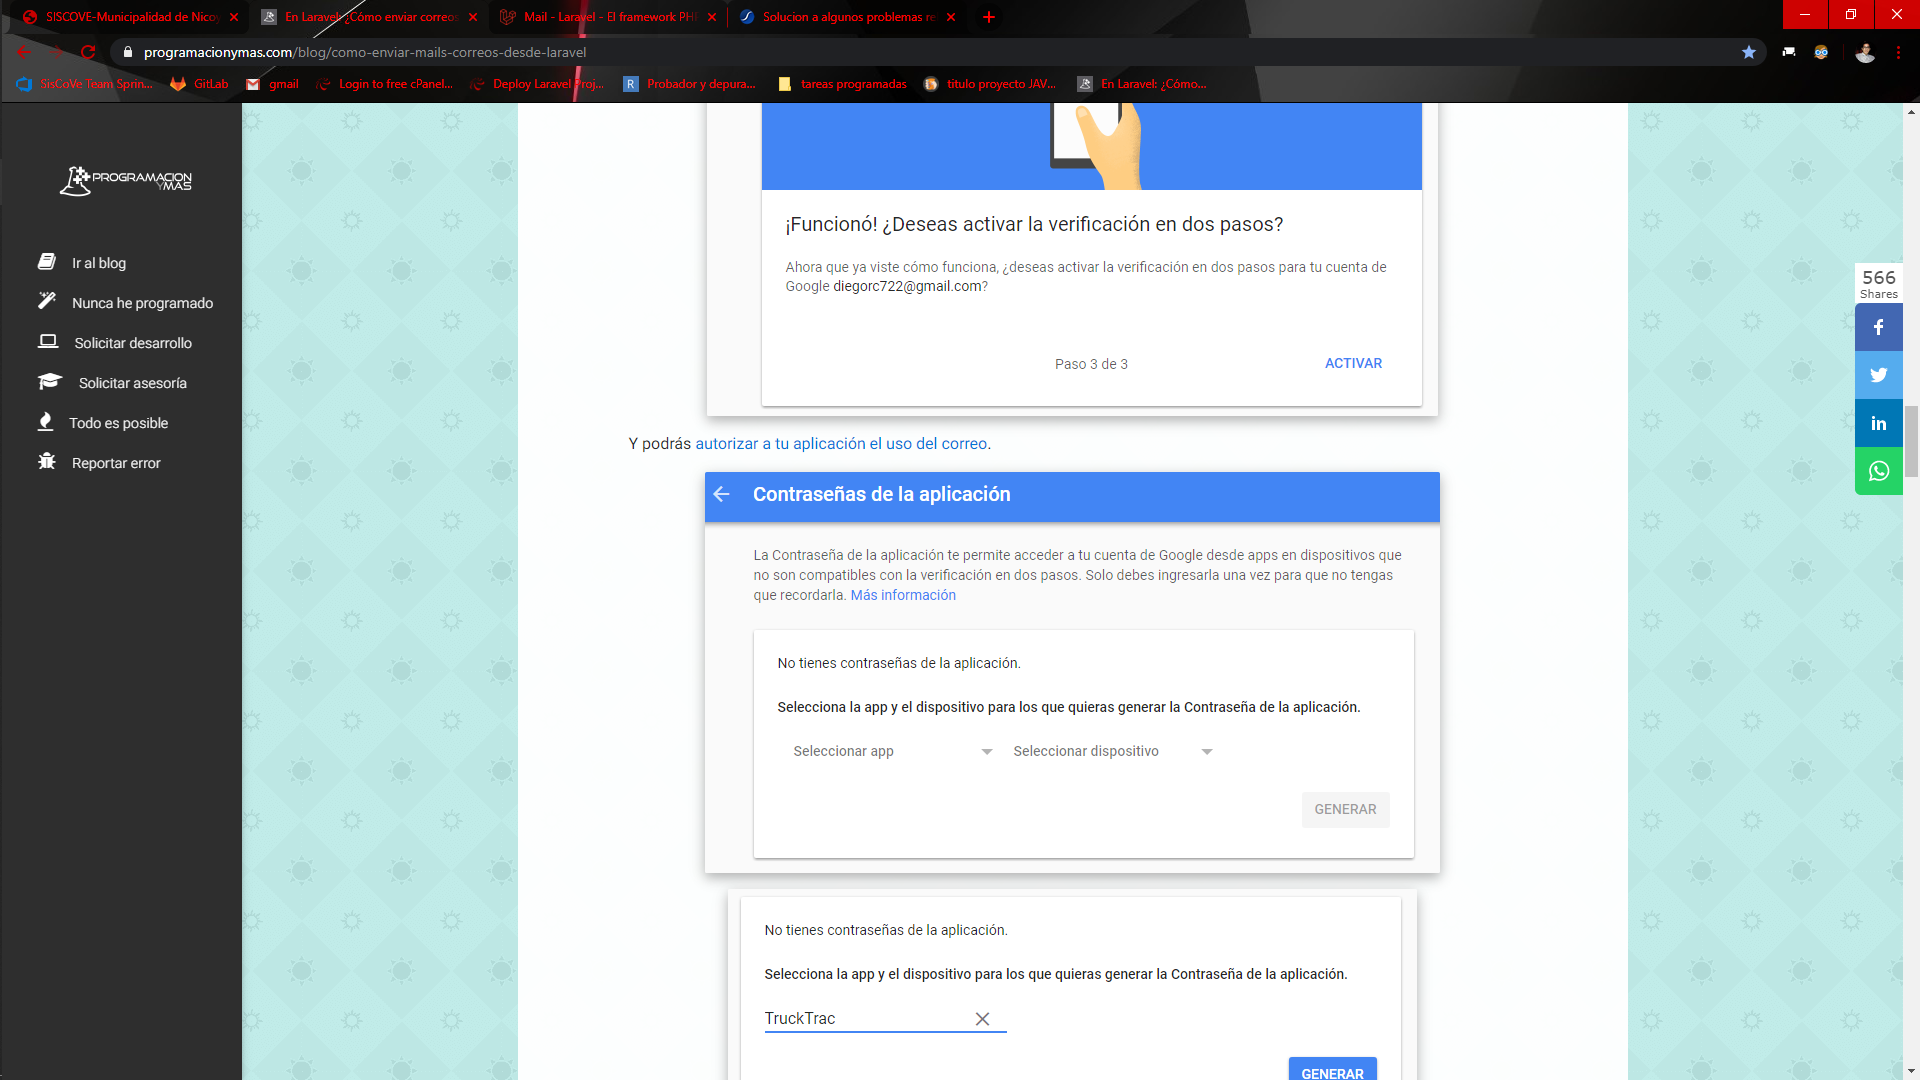 SISCOVE-Municipalidad de Nicoy
En Laravel: ¿Cómo enviar correos
Mail - Laravel - El framework PH
Solucion a algunos problemas re
programacionymas.com/blog/como-enviar-mails-correos-desde-laravel
SisCoVe Team Sprin...
GitLab
gmail
Login to free cPanel...
Deploy Laravel Proj...
Probador y depura...
tareas programadas
titulo proyecto JAV...
En Laravel: ¿Cómo...
PROGRAMACION
YMAS
Ir al blog
Nunca he programado
Solicitar desarrollo
Solicitar asesoría
Todo es posible
Reportar error
¡Funcionó! ¿Deseas activar la verificación en dos pasos?
Ahora que ya viste cómo funciona, ¿deseas activar la verificación en dos pasos para tu cuenta de
Google diegorc722@gmail.com?
Paso 3 de 3
ACTIVAR
Y podrás autorizar a tu aplicación el uso del correo.
Contraseñas de la aplicación
La Contraseña de la aplicación te permite acceder a tu cuenta de Google desde apps en dispositivos que
no son compatibles con la verificación en dos pasos. Solo debes ingresarla una vez para que no tengas
que recordarla. Más información
No tienes contraseñas de la aplicación.
Selecciona la app y el dispositivo para los que quieras generar la Contraseña de la aplicación.
Seleccionar app
Seleccionar dispositivo
GENERAR
No tienes contraseñas de la aplicación.
Selecciona la app y el dispositivo para los que quieras generar la Contraseña de la aplicación.
TruckTrac
GENERAR
566
Shares